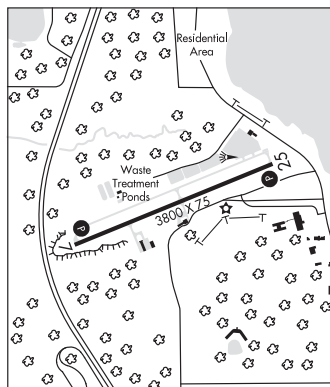 Residential
Area
Waste
Treatment
Ponds
25
P
3800 X 75
P
7